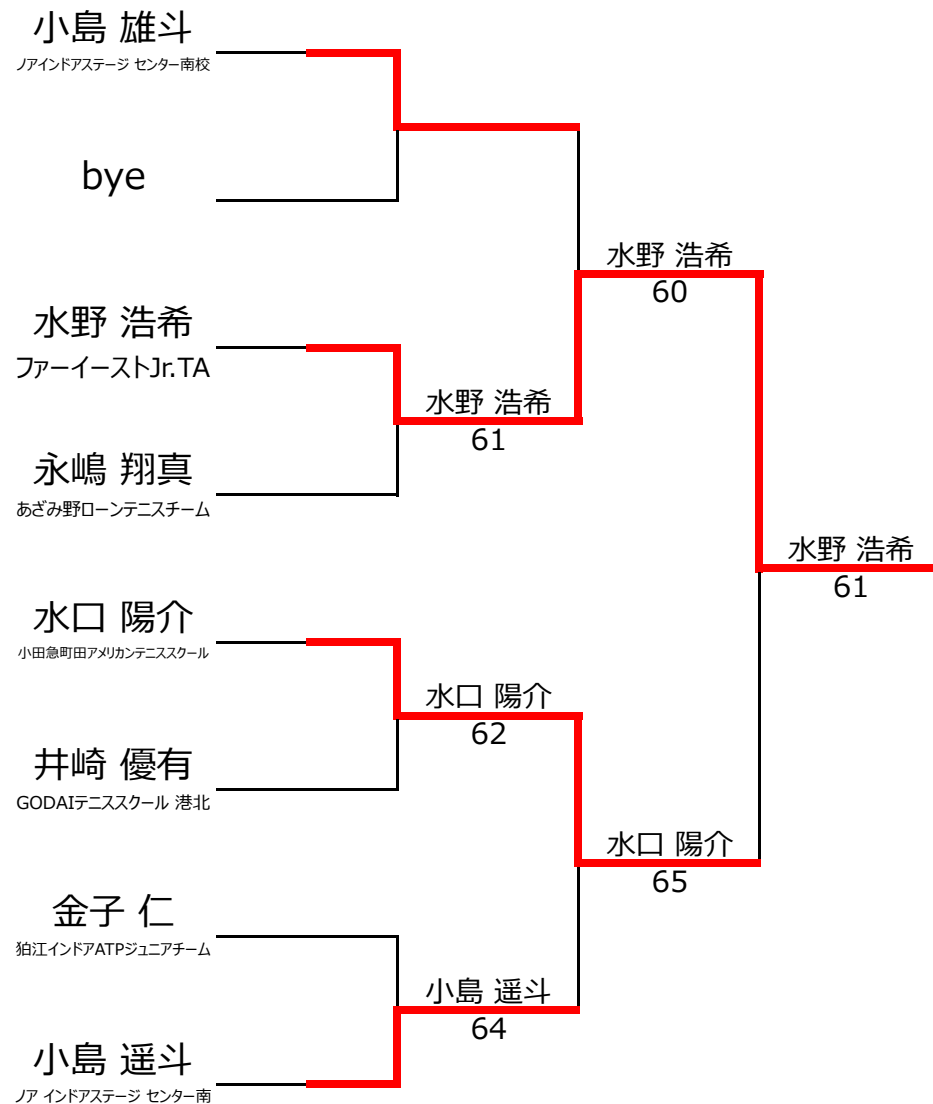 小島 雄斗
ノアインドアステージ センター南校
bye
水野 浩希
60
水野 浩希
ファーイーストJr.TA
水野 浩希
61
永嶋 翔真
あざみ野ローンテニスチーム
水野 浩希
61
水口 陽介
小田急町田アメリカンテニススクール
水口 陽介
62
井崎 優有
GODAIテニススクール 港北
水口 陽介
65
金子 仁
狛江インドアATPジュニアチーム
小島 遥斗
64
小島 遥斗
ノア インドアステージ センター南